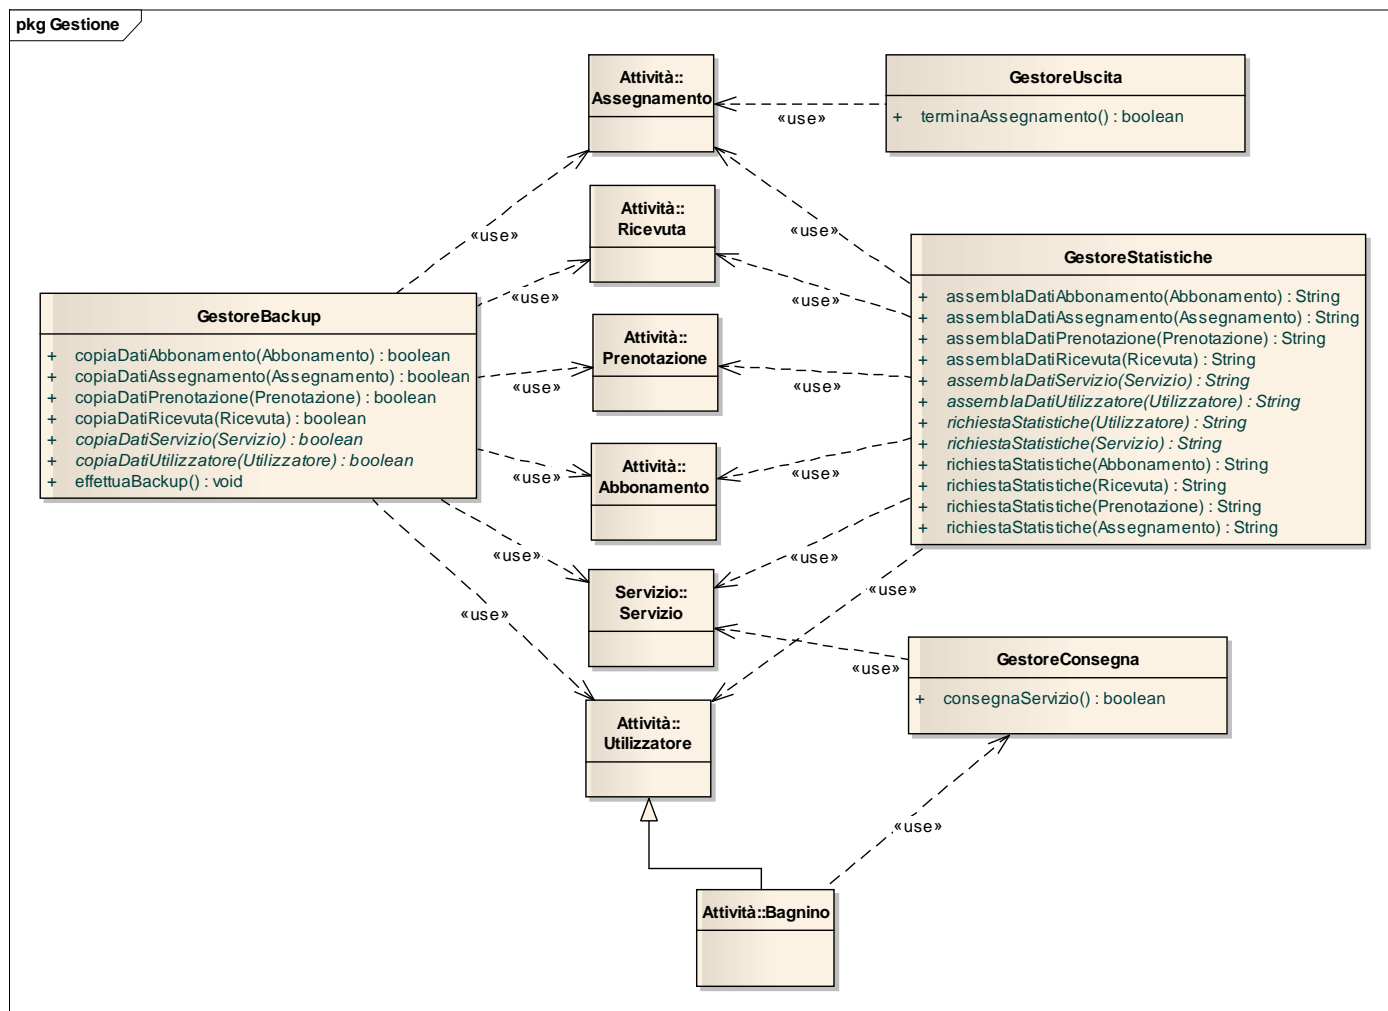 pkg Gestione
Attività::
Assegnamento
GestoreUscita
+ terminaAssegnamento() : boolean
«use»
Attività::
Ricevuta
«use»
«use»
GestoreStatistiche
+ assemblaDatiAbbonamento(Abbonamento) : String
+ assemblaDatiAssegnamento(Assegnamento) : String
+ assemblaDatiPrenotazione(Prenotazione) : String
+ assemblaDatiRicevuta(Ricevuta) : String
+ assemblaDatiServizio(Servizio) : String
+ assemblaDatiUtilizzatore(Utilizzatore) : String
+ richiestaStatistiche(Utilizzatore) : String
+ richiestaStatistiche(Servizio) : String
+ richiestaStatistiche(Abbonamento) : String
+ richiestaStatistiche(Ricevuta) : String
+ richiestaStatistiche(Prenotazione) : String
+ richiestaStatistiche(Assegnamento) : String
«use»
«use»
GestoreBackup
+ copiaDatiAbbonamento(Abbonamento) : boolean
+ copiaDatiAssegnamento(Assegnamento) : boolean
+ copiaDatiPrenotazione(Prenotazione) : boolean
+ copiaDatiRicevuta(Ricevuta) : boolean
+ copiaDatiServizio(Servizio) : boolean
+ copiaDatiUtilizzatore(Utilizzatore) : boolean
+ effettuaBackup() : void
Attività::
Prenotazione
«use»
«use»
Attività::
Abbonamento
«use»
«use»
«use»
«use»
Servizio::
Servizio
«use»
«use»
«use»
GestoreConsegna
+ consegnaServizio() : boolean
Attività::
Utilizzatore
«use»
Attività::Bagnino